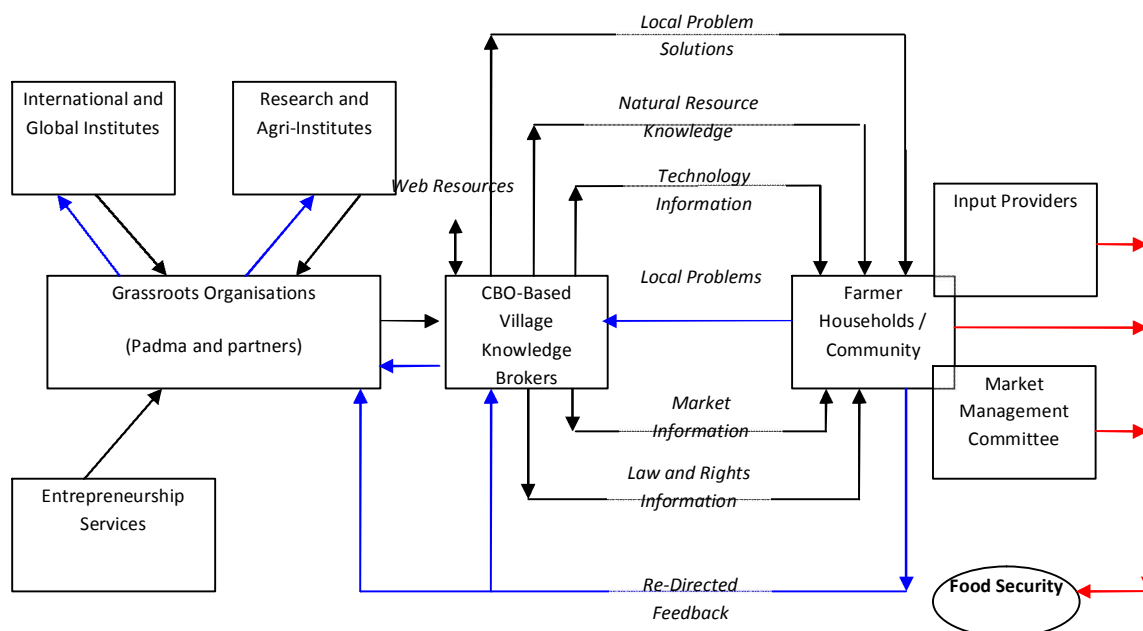 Local Problem
Solutions
International and
Global Institutes
Research and
Agri-Institutes
Natural Resource
Knowledge
Web Resources
Technology
Information
Input Providers
Grassroots Organisations
(Padma and partners)
CBO-Based
Village
Knowledge
Brokers
Local Problems
Farmer
Households /
Community
Market
Management
Committee
Market
Information
Law and Rights
Information
Entrepreneurship
Services
Re-Directed
Feedback
Food Security